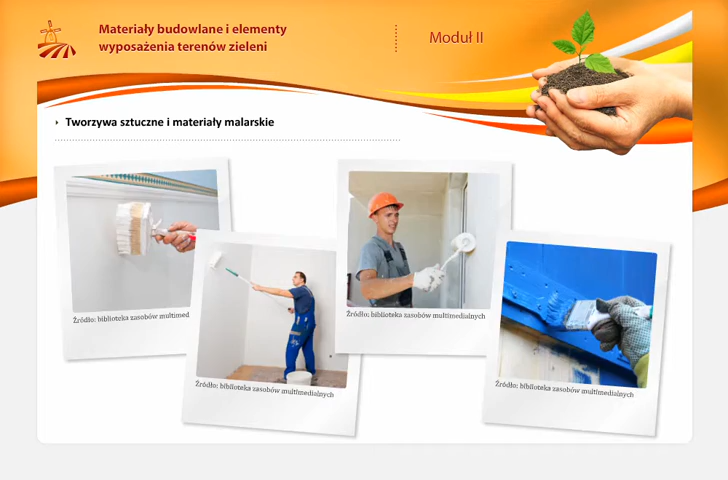 Materiały budowlane i elementy
wyposażenia terenów zieleni
Moduł II
Tworzywa sztuczne i materiały malarskie
Źródło: biblioteka zasobów multimed
Źródło: biblioteka zasobów multimedialnych
Źródło: biblioteka zasobów multimedialnych
Źródło: biblioteka zasobów multimedialnych